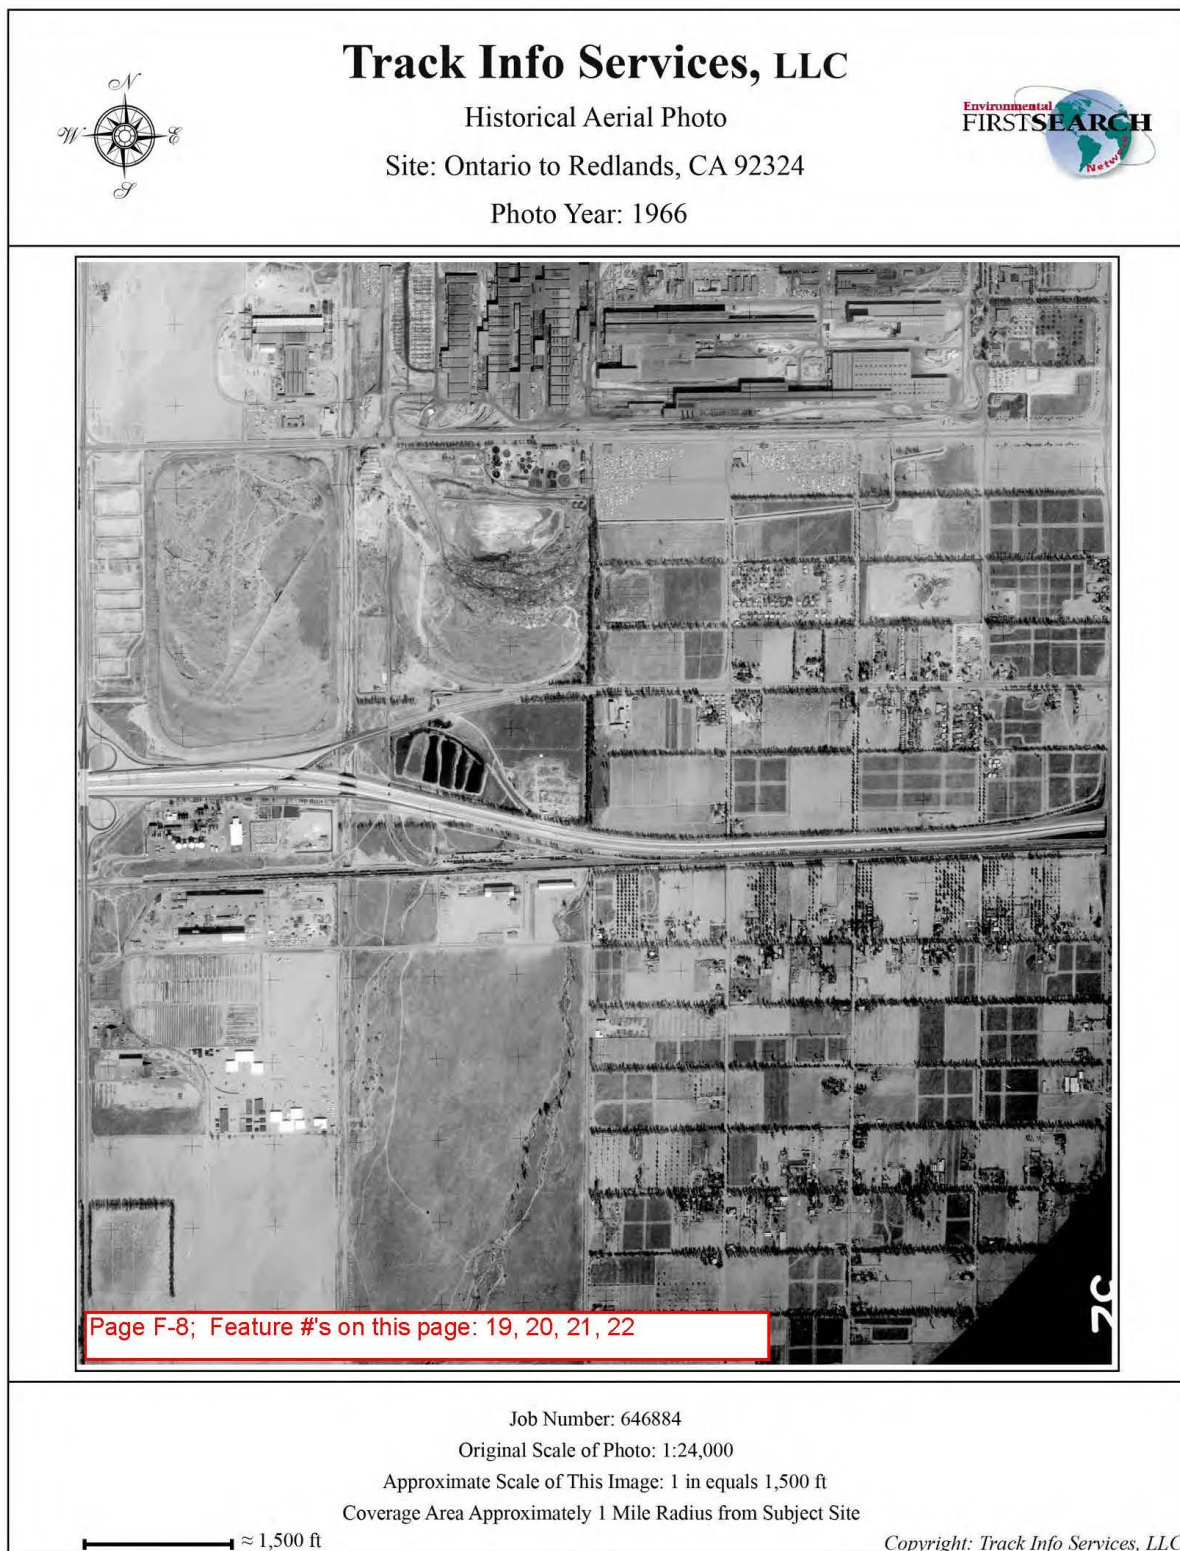 Track Info Services, LLC
N
W E
S
Historical Aerial Photo
Environmental
FIRSTSEARCH
Network
Site: Ontario to Redlands, CA 92324
Photo Year: 1966
Page F-8; Feature #'s on this page: 19, 20, 21, 22
Job Number: 646884
Original Scale of Photo: 1:24,000
Approximate Scale of This Image: 1 in equals 1,500 ft
Coverage Area Approximately 1 Mile Radius from Subject Site
≈ 1,500 ft
Copyright: Track Info Services, LLC